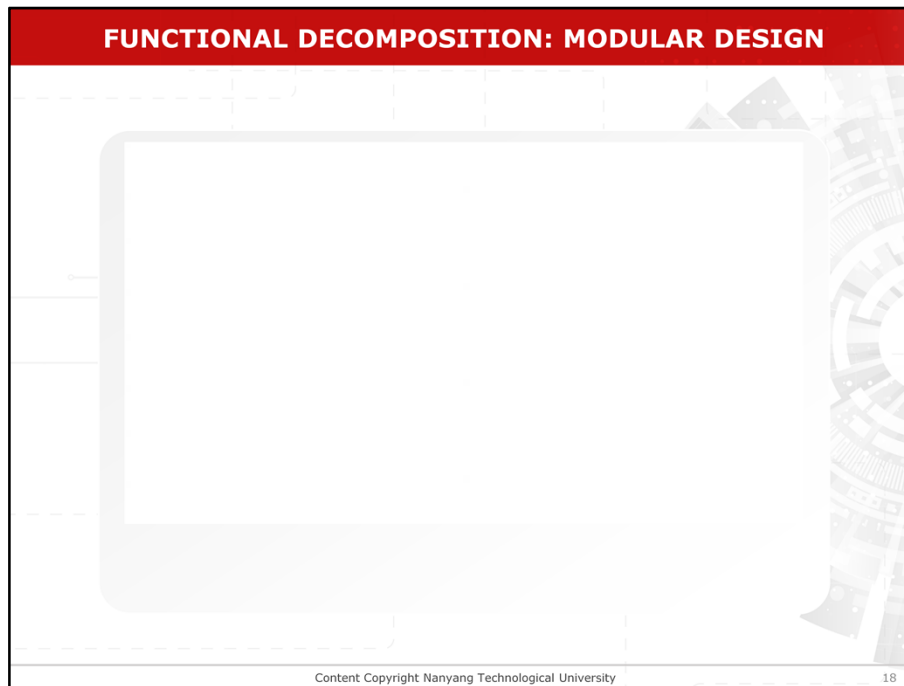 FUNCTIONAL DECOMPOSITION: MODULAR DESIGN
Content Copyright Nanyang Technological University
18